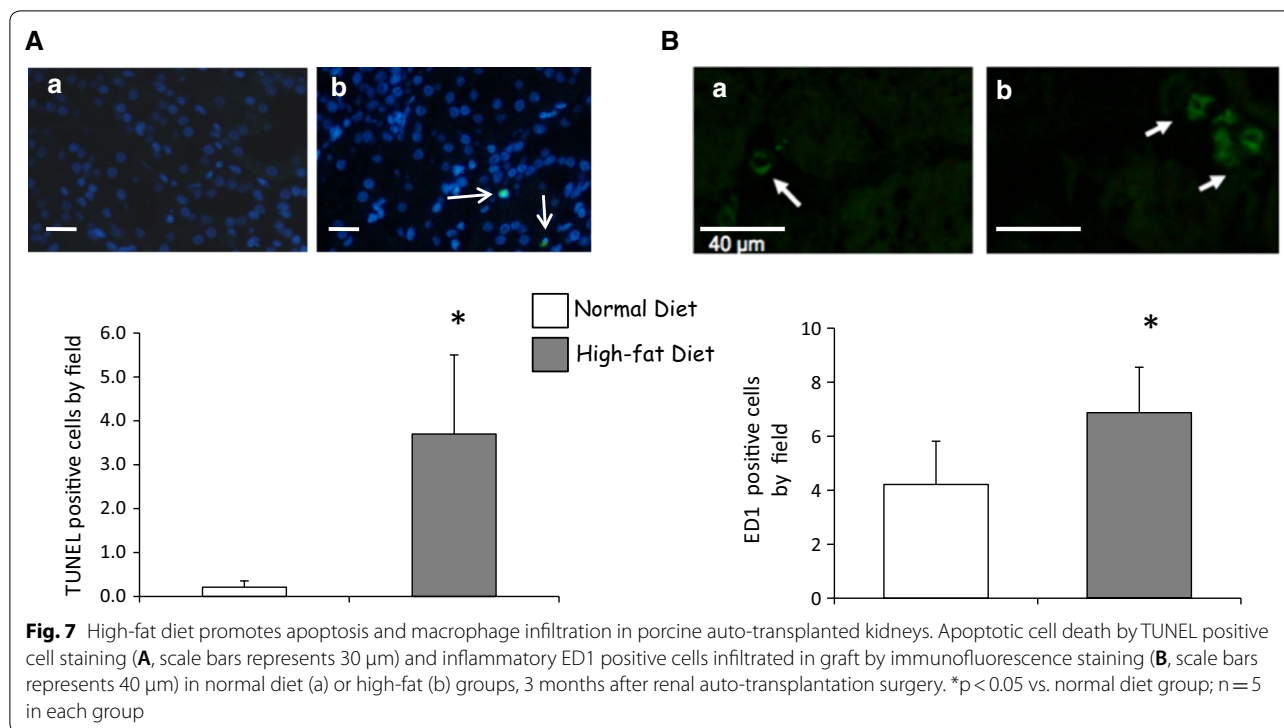 A
B
a
b
a
b
40 μm
Normal Diet
High-fat Diet
TUNEL positive cells by field
6.0
5.0
4.0
3.0
2.0
1.0
0.0
*
ED1 positive cells
by field
10
8
6
4
2
0
*
Fig. 7 High-fat diet promotes apoptosis and macrophage infiltration in porcine auto-transplanted kidneys. Apoptotic cell death by TUNEL positive
cell staining (A, scale bars represents 30 μm) and inflammatory ED1 positive cells infiltrated in graft by immunofluorescence staining (B, scale bars
represents 40 μm) in normal diet (a) or high-fat (b) groups, 3 months after renal auto-transplantation surgery. *p < 0.05 vs. normal diet group; n = 5
in each group